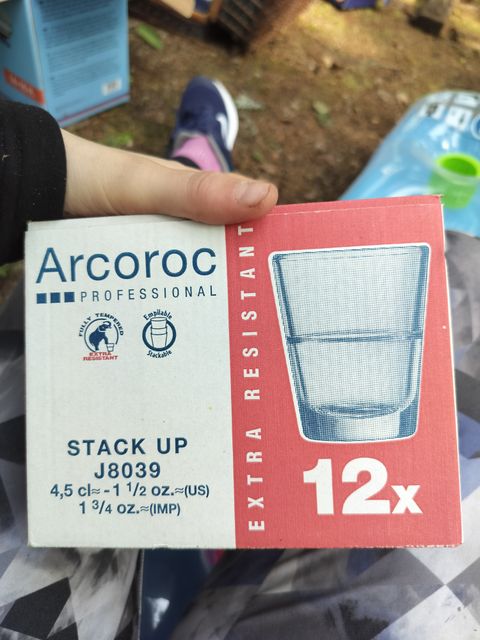 Arcoroc
PROFESSIONAL
FULLY TEMPERED
EXTRA
RESISTANT
Empilable
Stackable
STACK UP
J8039
4,5 cl≈ - 1 1/2 oz.≈(US)
1 3/4 oz.≈(IMP)
EXTRA RESISTANT
12x